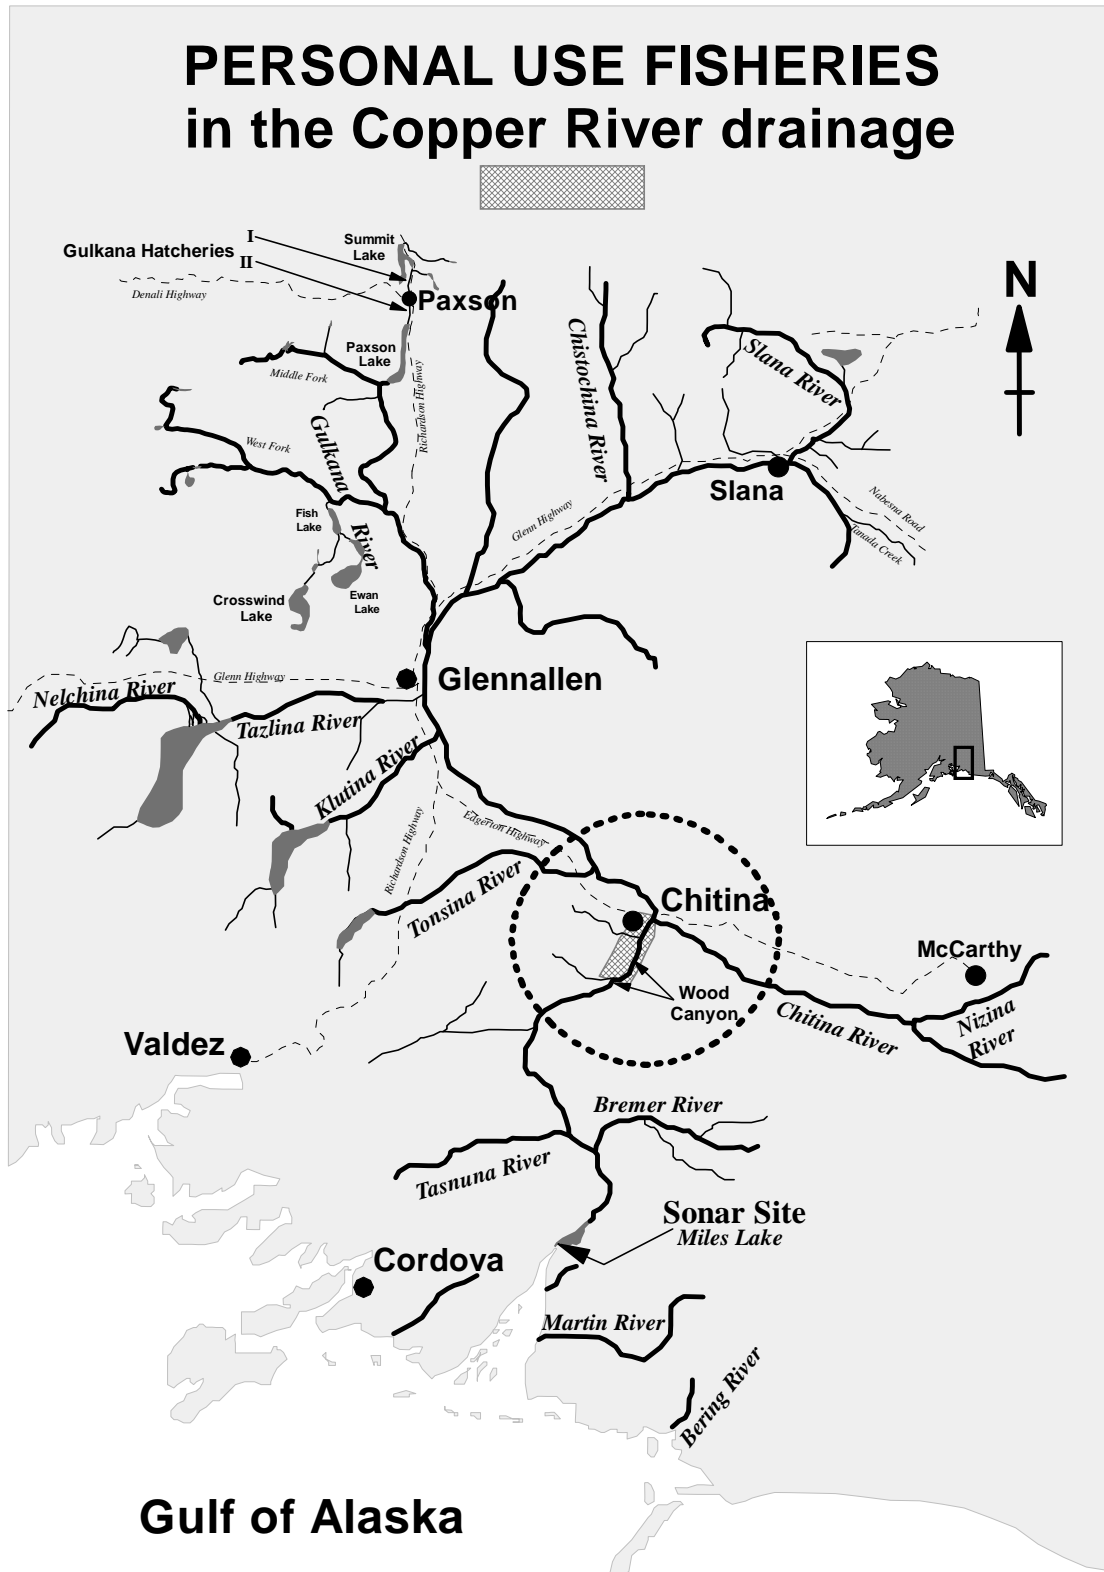 PERSONAL USE FISHERIES
in the Copper River drainage
I
Gulkana Hatcheries
II
Summit
Lake
Denali Highway
Paxson
N
Paxson
Lake
Middle Fork
Richardson Highway
Chistochina River
Slana River
Gulkana
River
West Fork
Slana
Glenn Highway
Nabesna Road
Tanada Creek
Fish
Lake
Ewan
Lake
Crosswind
Lake
Glenn Highway
Glennallen
Nelchina River
Tazlina River
Klutina River
Richardson Highway
Edgerton Highway
Tonsina River
Chitina
McCarthy
Wood
Canyon
Chitina River
Nizina
River
Valdez
Bremer River
Tasnuna River
Sonar Site
Miles Lake
Cordova
Martin River
Bering River
Gulf of Alaska